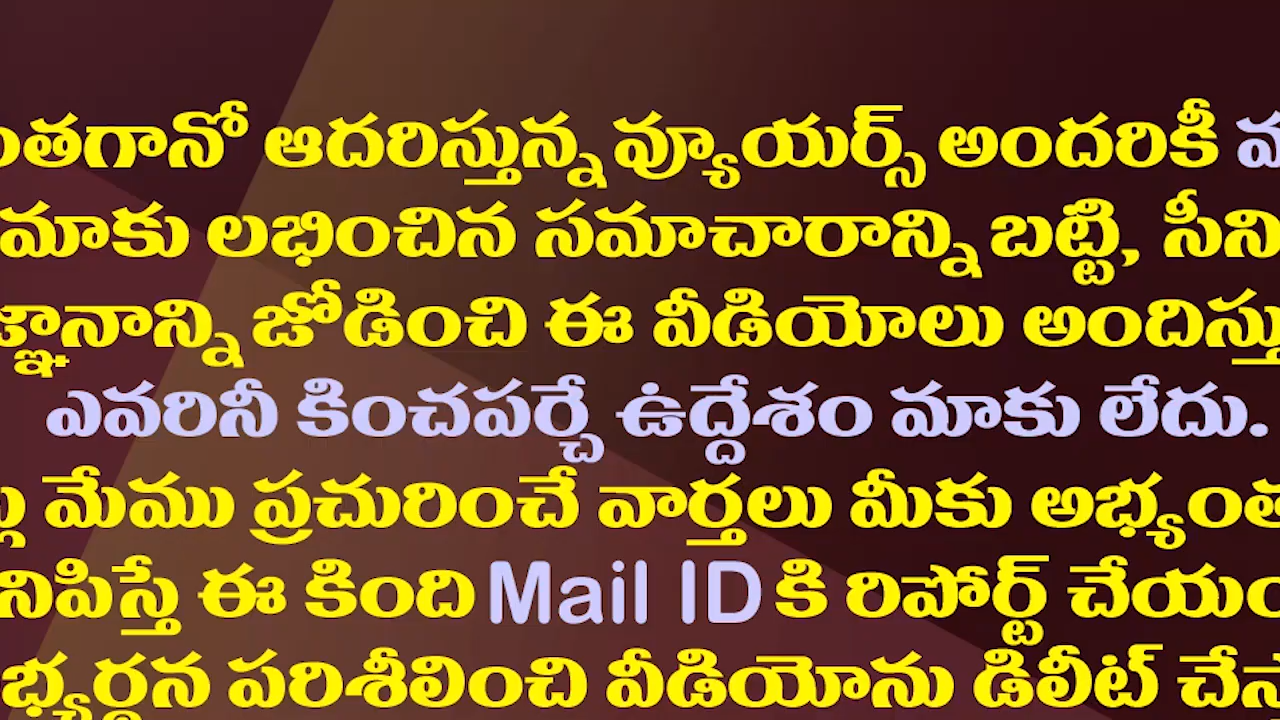 ంతగానో ఆదరిస్తున్న వ్యూయర్స్ అందరికీ
మాకు లభించిన సమాచారాన్ని బట్టి, సీని
జ్ఞానాన్ని జోడించి ఈ వీడియోలు అందిస్తు
ఎవరినీ కించపర్చే ఉద్దేశం మాకు లేదు.
మేము ప్రచురించే వార్తలు మీకు అభ్యంత
నిపిస్తే ఈ కింది Mail ID కి రిపోర్ట్ చేయం
భ్యర్థన పరిశీలించి వీడియోను డిలీట్ చేస